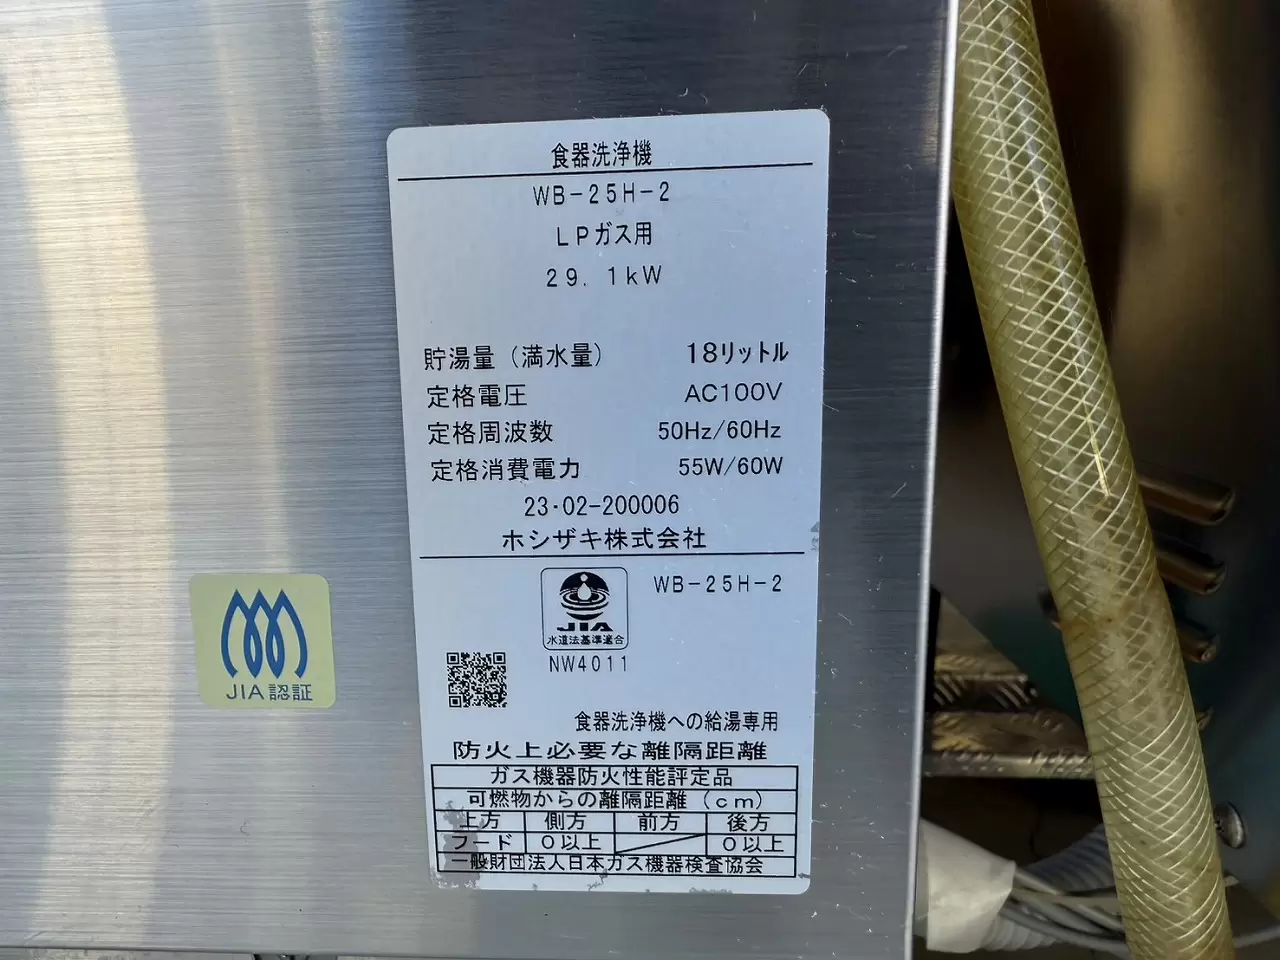 食器洗浄機
WB-25H-2
LPガス用
29.1kW
貯湯量（満水量） 18リットル
定格電圧 AC100V
定格周波数 50Hz/60Hz
定格消費電力 55W/60W
23・02-200006
ホシザキ株式会社
JIA
水道法基準適合
WB-25H-2
NW4011
JIA認証
食器洗浄機への給湯専用
防火上必要な離隔距離
ガス機器防火性能評定品
可燃物からの離隔距離（cm）
上方 側方 前方 後方
フード 0以上 0以上
一般財団法人日本ガス機器検査協会